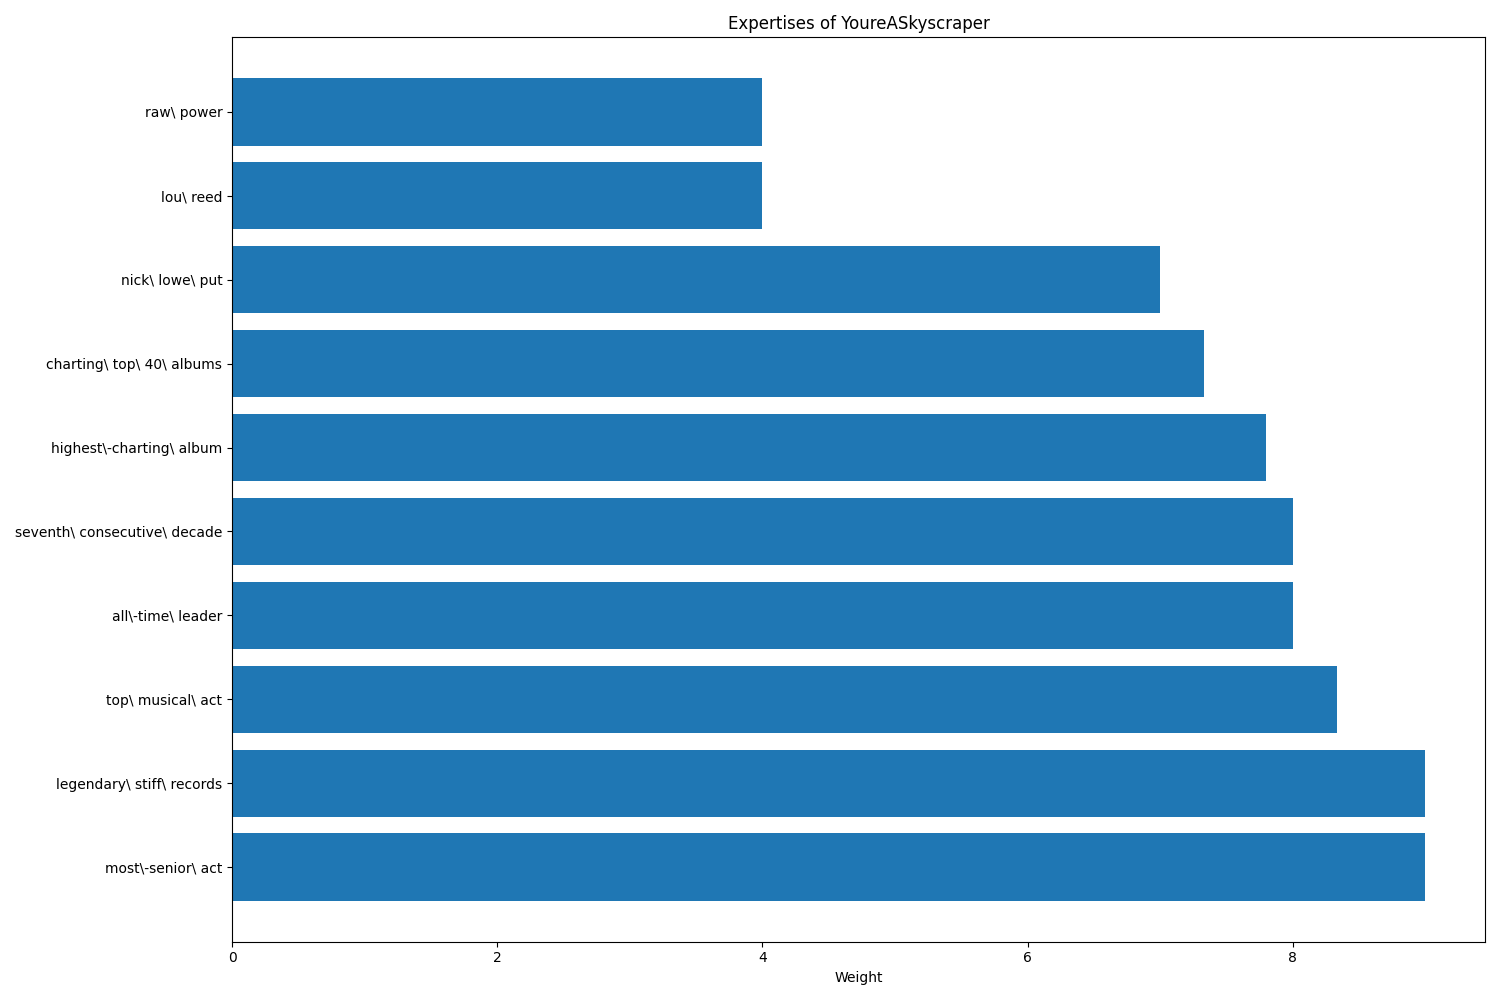 Expertises of YoureASkyscraper
raw\ power
lou\ reed
nick\ lowe\ put
charting\ top\ 40\ albums
highest\-charting\ album
seventh\ consecutive\ decade
all\-time\ leader
top\ musical\ act
legendary\ stiff\ records
most\-senior\ act
0 2 4 6 8
Weight